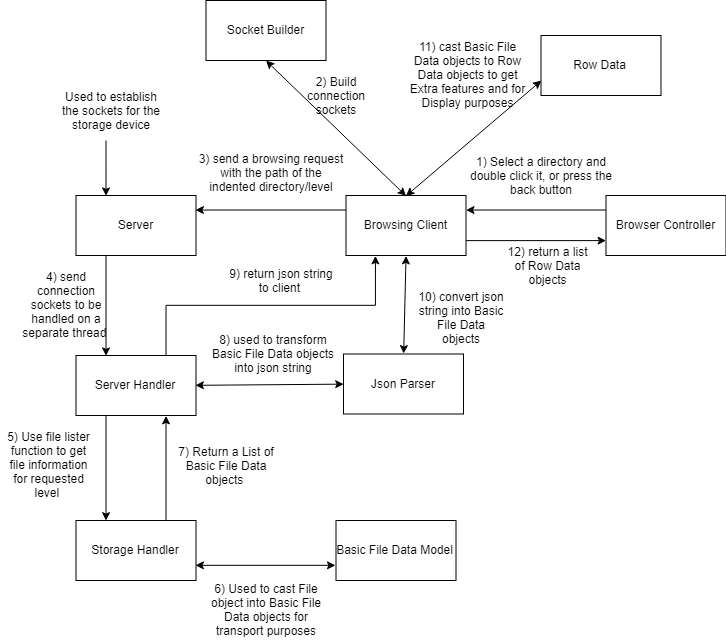 Socket Builder
11) cast Basic File
Data objects to Row
Data objects to get
Extra features and for
Display purposes
Row Data
2) Build
connection
sockets
Used to establish
the sockets for the
storage device
3) send a browsing request
with the path of the
indented directory/level
1) Select a directory and
double click it, or press the
back button
Server
Browsing Client
Browser Controller
12) return a list
of Row Data
objects
4) send
connection
sockets to be
handled on a
separate thread
9) return json string
to client
10) convert json
string into Basic
File Data
objects
8) used to transform
Basic File Data objects
into json string
Server Handler
Json Parser
5) Use file lister
function to get
file information
for requested
level
7) Return a List of
Basic File Data
objects
Storage Handler
Basic File Data Model
6) Used to cast File
object into Basic File
Data objects for
transport purposes